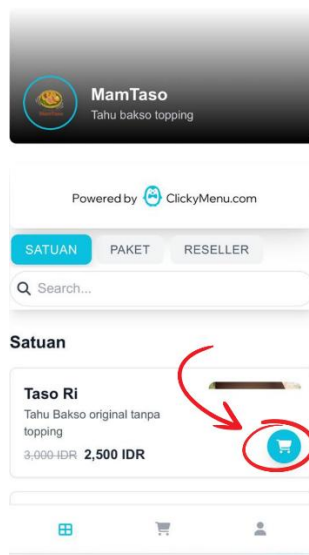 MamTaso
Tahu bakso topping
Powered by ClickyMenu.com
SATUAN PAKET RESELLER
Search...
Satuan
Taso Ri
Tahu Bakso original tanpa
topping
3,000 IDR 2,500 IDR